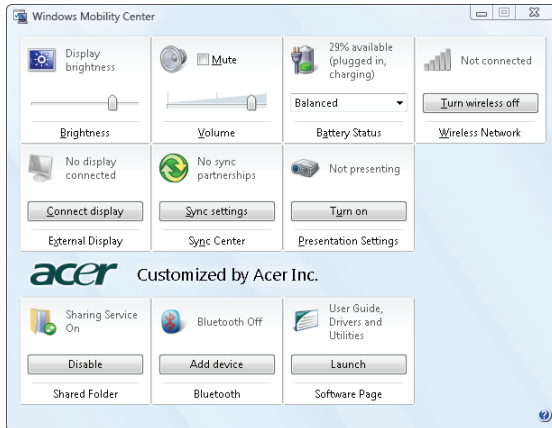 Windows Mobility Center
Display
brightness
Brightness
Mute
Volume
29% available
(plugged in,
charging)
Balanced
Battery Status
Not connected
Turn wireless off
Wireless Network
No display
connected
Connect display
External Display
No sync
partnerships
Sync settings
Sync Center
Not presenting
Turn on
Presentation Settings
acer Customized by Acer Inc.
Sharing Service
On
Disable
Shared Folder
Bluetooth Off
Add device
Bluetooth
User Guide,
Drivers and
Utilities
Launch
Software Page